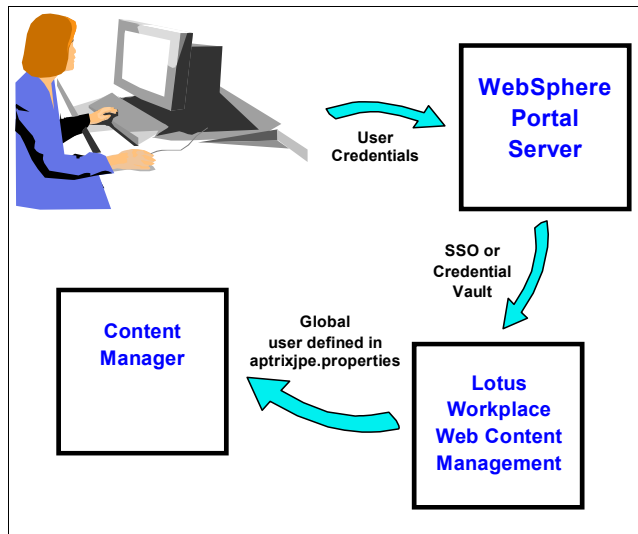 WebSphere
Portal
Server
User
Credentials
SSO or
Credential
Vault
Global
user defined in
aptrixjpe.properties
Content
Manager
Lotus
Workplace
Web Content
Management